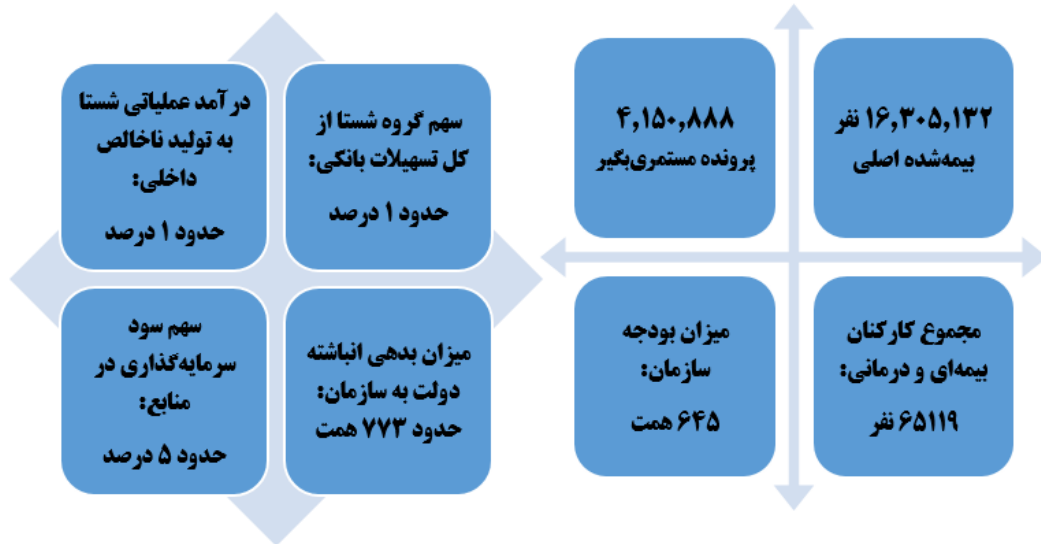 ۱۶,۳۰۵,۱۳۲ نفر
بیمه‌شده اصلی
۴,۱۵۰,۸۸۸
پرونده مستمری‌بگیر
مجموع کارکنان
بیمه‌ای و درمانی:
۶۵۱۱۹ نفر
میزان بودجه
سازمان:
۶۴۵ همت
سهم گروه شستا از
کل تسهیلات بانکی:
حدود ۱ درصد
درآمد عملیاتی شستا
به تولید ناخالص
داخلی:
حدود ۱ درصد
میزان بدهی انباشته
دولت به سازمان:
حدود ۷۷۳ همت
سهم سود
سرمایه‌گذاری در
منابع:
حدود ۵ درصد